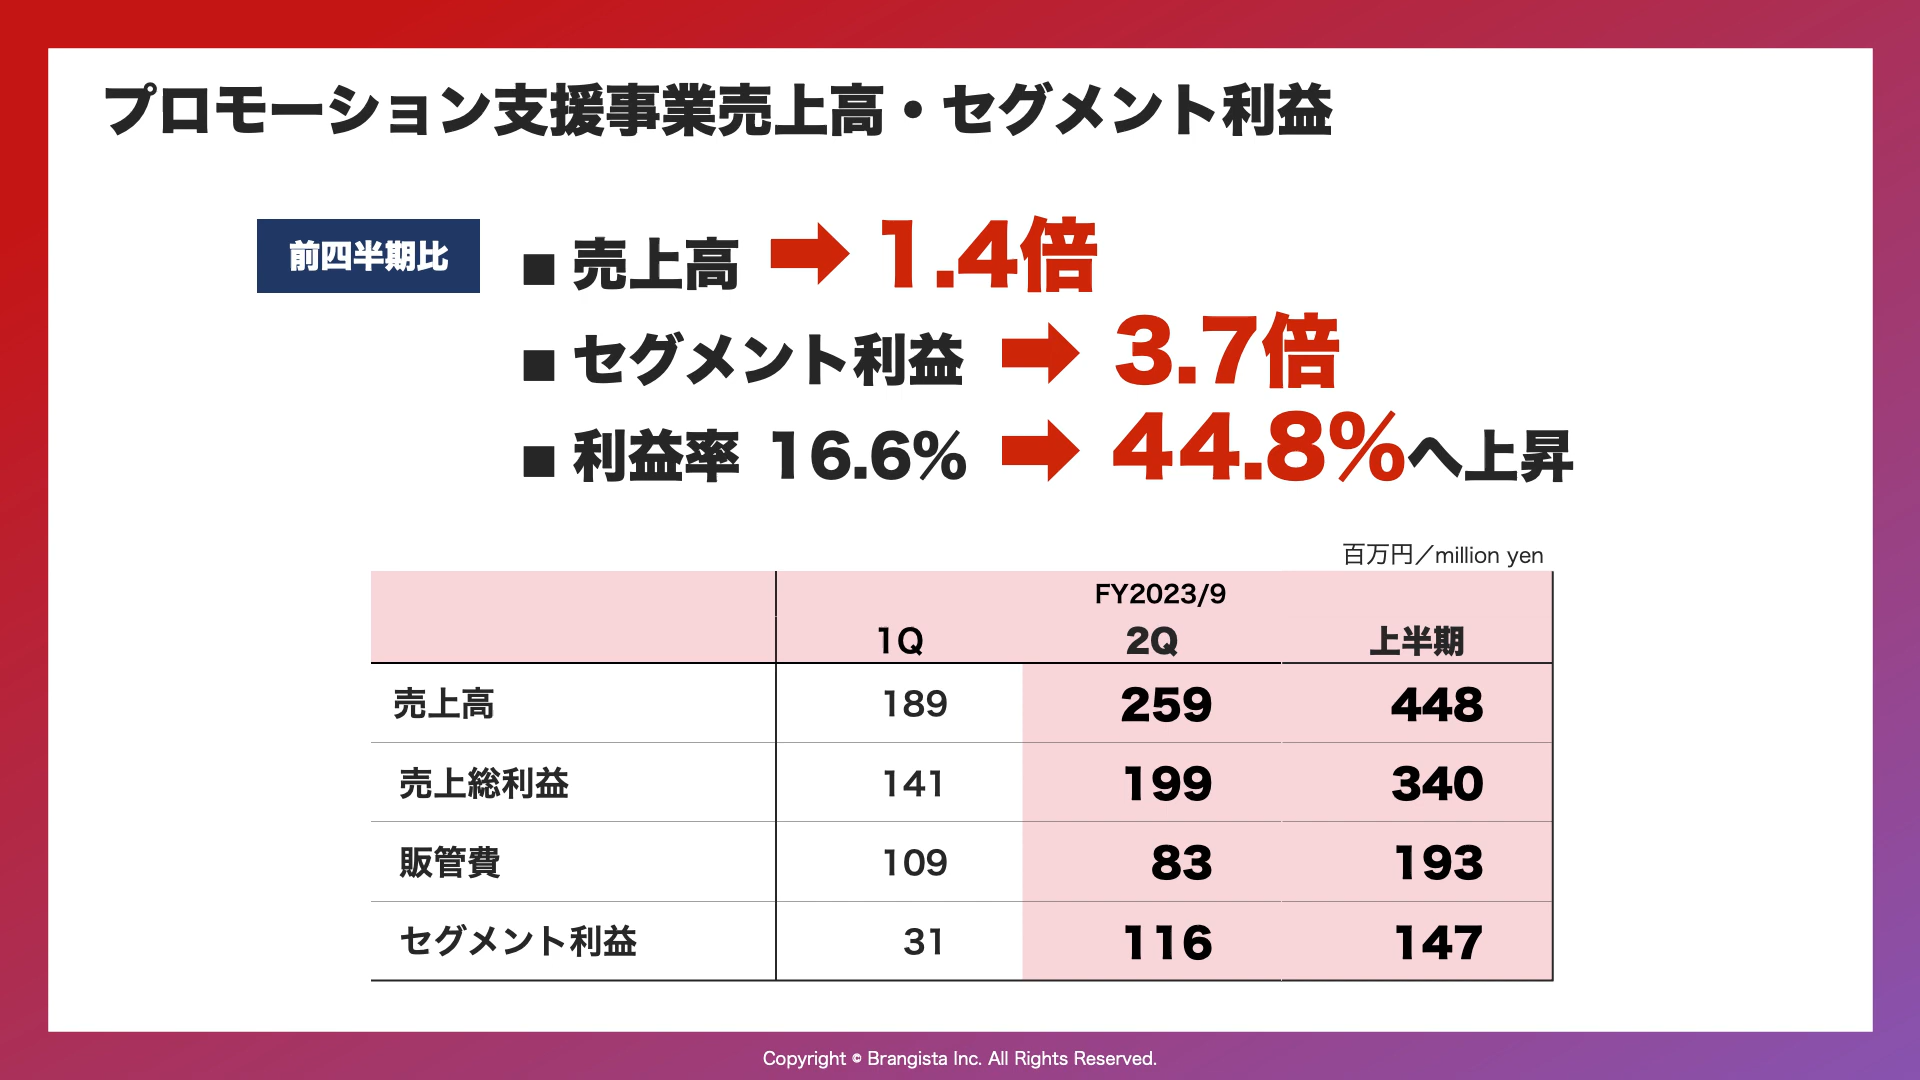 プロモーション支援事業売上高・セグメント利益
前四半期比
■ 売上高 ➡ 1.4倍
■ セグメント利益 ➡ 3.7倍
■ 利益率 16.6% ➡ 44.8%へ上昇
百万円／million yen
FY2023/9
1Q 2Q 上半期
売上高 189 259 448
売上総利益 141 199 340
販管費 109 83 193
セグメント利益 31 116 147
Copyright © Brangista Inc. All Rights Reserved.